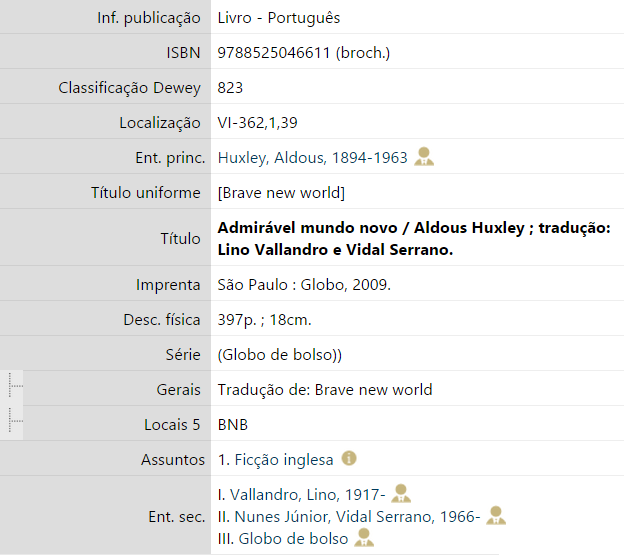 Inf. publicação Livro - Português
ISBN 9788525046611 (broch.)
Classificação Dewey 823
Localização VI-362,1,39
Ent. princ. Huxley, Aldous, 1894-1963
Título uniforme [Brave new world]
Título Admirável mundo novo / Aldous Huxley ; tradução:
Lino Vallandro e Vidal Serrano.
Imprenta São Paulo : Globo, 2009.
Desc. física 397p. ; 18cm.
Série (Globo de bolso))
Gerais Tradução de: Brave new world
Locais 5 BNB
Assuntos 1. Ficção inglesa
Ent. sec. I. Vallandro, Lino, 1917-
II. Nunes Júnior, Vidal Serrano, 1966-
III. Globo de bolso